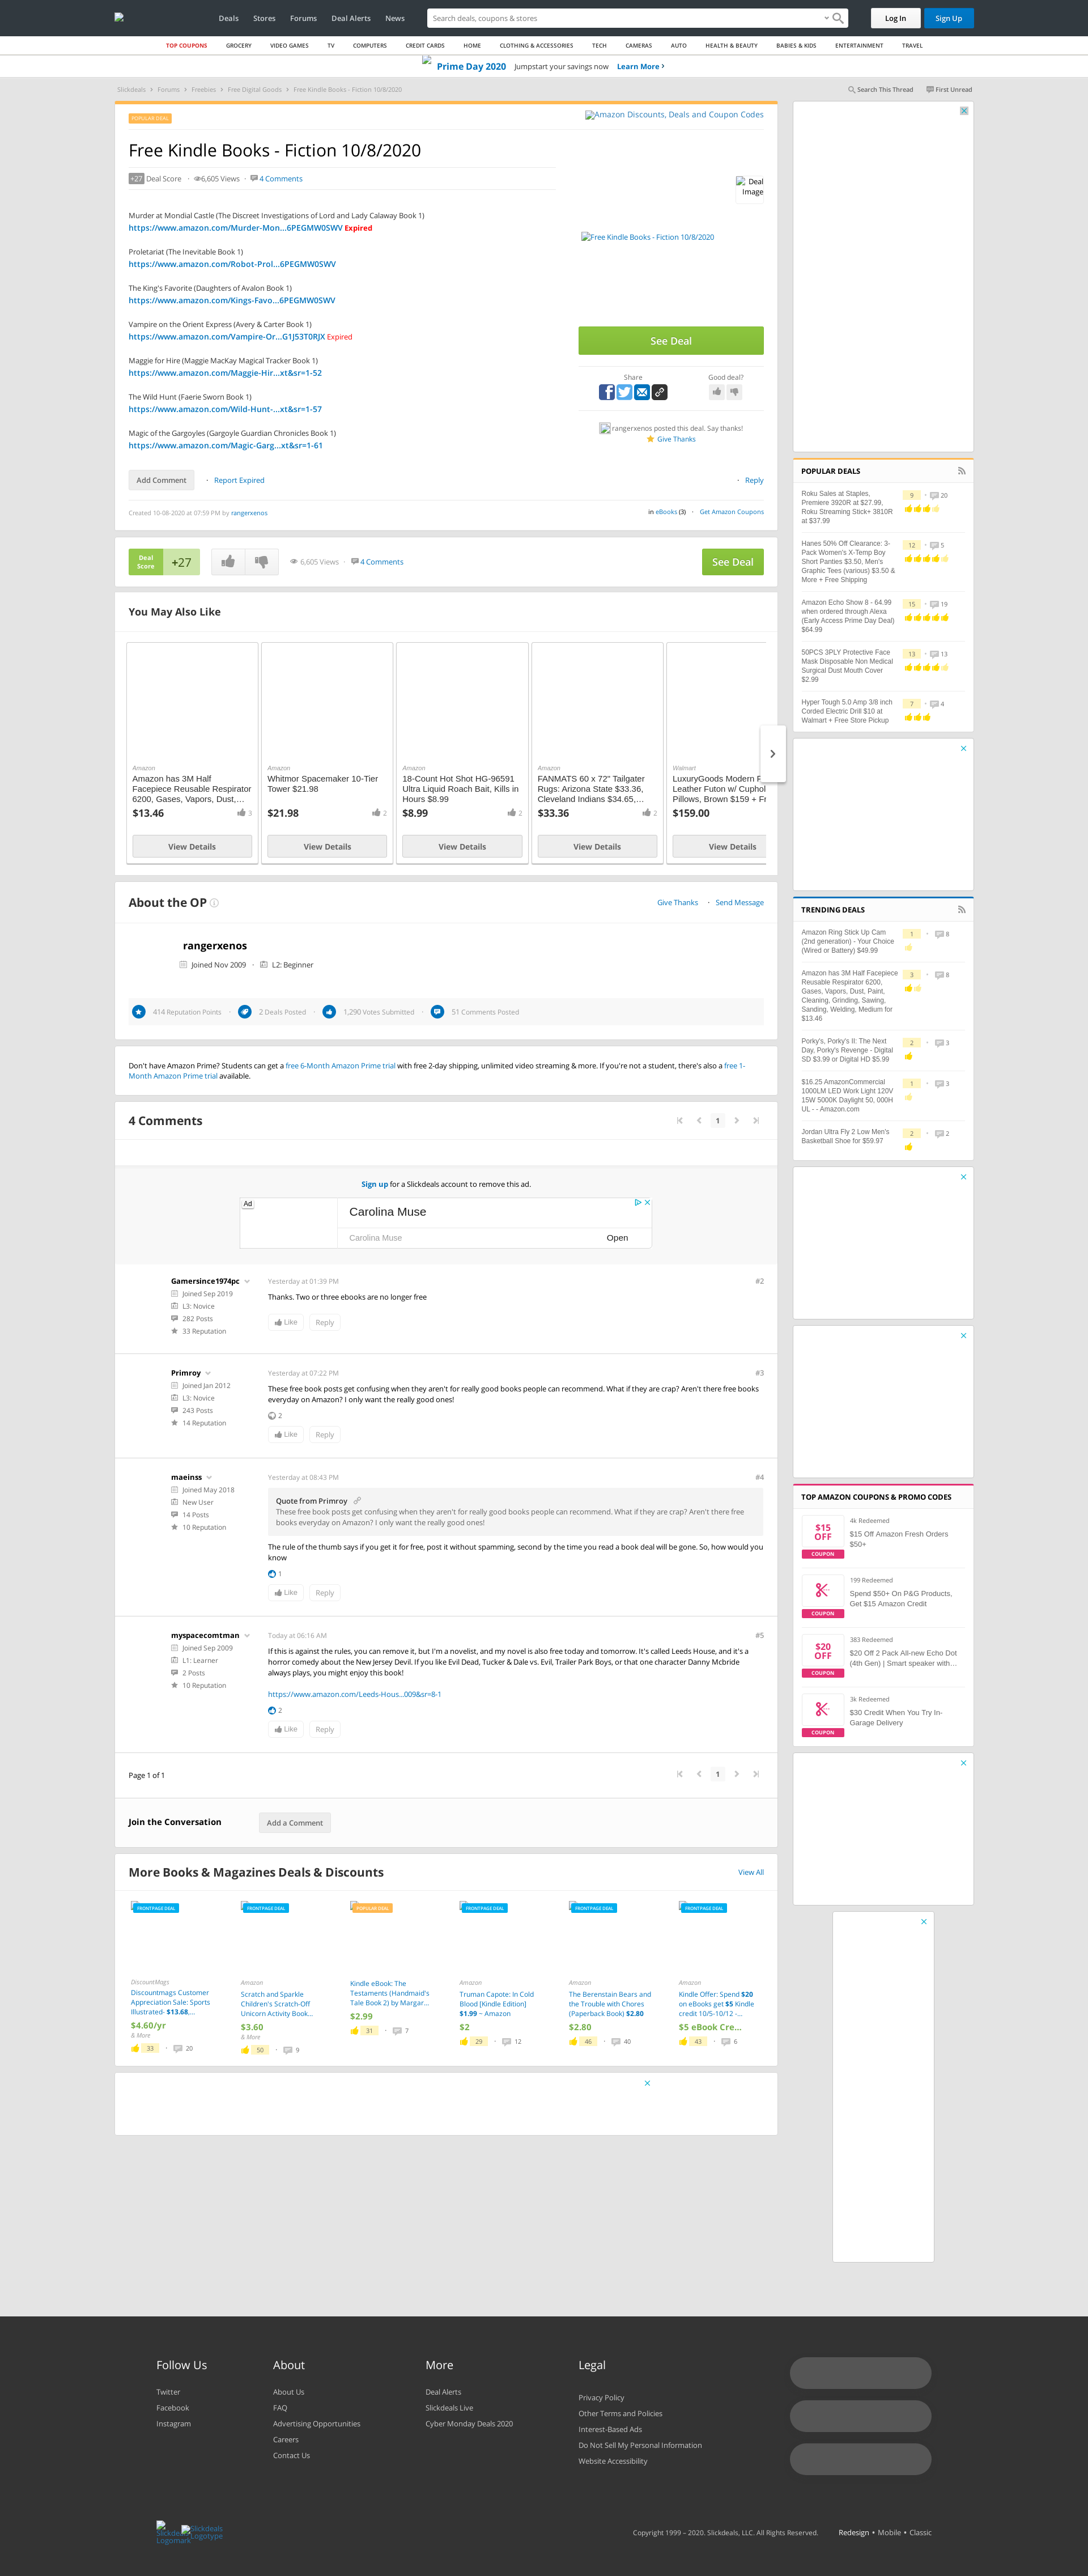 Deals Stores Forums Deal Alerts News
Search deals, coupons & stores
Log In
Sign Up
TOP COUPONS GROCERY VIDEO GAMES TV COMPUTERS CREDIT CARDS HOME CLOTHING & ACCESSORIES TECH CAMERAS AUTO HEALTH & BEAUTY BABIES & KIDS ENTERTAINMENT TRAVEL
Prime Day 2020 Jumpstart your savings now Learn More ›
Slickdeals › Forums › Freebies › Free Digital Goods › Free Kindle Books - Fiction 10/8/2020
Search This Thread First Unread
POPULAR DEAL
Amazon Discounts, Deals and Coupon Codes
Free Kindle Books - Fiction 10/8/2020
+27 Deal Score · 6,605 Views · 4 Comments
Deal Image
Murder at Mondial Castle (The Discreet Investigations of Lord and Lady Calaway Book 1)
https://www.amazon.com/Murder-Mon...6PEGMW0SWV Expired
Proletariat (The Inevitable Book 1)
https://www.amazon.com/Robot-Prol...6PEGMW0SWV
The King's Favorite (Daughters of Avalon Book 1)
https://www.amazon.com/Kings-Favo...6PEGMW0SWV
Vampire on the Orient Express (Avery & Carter Book 1)
https://www.amazon.com/Vampire-Or...G1J53T0RJX Expired
Maggie for Hire (Maggie MacKay Magical Tracker Book 1)
https://www.amazon.com/Maggie-Hir...xt&sr=1-52
The Wild Hunt (Faerie Sworn Book 1)
https://www.amazon.com/Wild-Hunt-...xt&sr=1-57
Magic of the Gargoyles (Gargoyle Guardian Chronicles Book 1)
https://www.amazon.com/Magic-Garg...xt&sr=1-61
Free Kindle Books - Fiction 10/8/2020
See Deal
Share
Good deal?
rangerxenos posted this deal. Say thanks!
Give Thanks
Add Comment · Report Expired
· Reply
Created 10-08-2020 at 07:59 PM by rangerxenos
in eBooks (3) · Get Amazon Coupons
Deal Score +27
6,605 Views · 4 Comments
See Deal
You May Also Like
Amazon
Amazon has 3M Half Facepiece Reusable Respirator 6200, Gases, Vapors, Dust,...
$13.46 3
View Details
Amazon
Whitmor Spacemaker 10-Tier Tower $21.98
$21.98 2
View Details
Amazon
18-Count Hot Shot HG-96591 Ultra Liquid Roach Bait, Kills in Hours $8.99
$8.99 2
View Details
Amazon
FANMATS 60 x 72" Tailgater Rugs: Arizona State $33.36, Cleveland Indians $34.65,...
$33.36 2
View Details
Walmart
LuxuryGoods Modern F
Leather Futon w/ Cuphol
Pillows, Brown $159 + Fr
$159.00
View Details
About the OP
Give Thanks · Send Message
rangerxenos
Joined Nov 2009 · L2: Beginner
414 Reputation Points · 2 Deals Posted · 1,290 Votes Submitted · 51 Comments Posted
Don't have Amazon Prime? Students can get a free 6-Month Amazon Prime trial with free 2-day shipping, unlimited video streaming & more. If you're not a student, there's also a free 1-Month Amazon Prime trial available.
4 Comments
1
Sign up for a Slickdeals account to remove this ad.
Ad
Carolina Muse
Carolina Muse
Open
Gamersince1974pc
Joined Sep 2019
L3: Novice
282 Posts
33 Reputation
Yesterday at 01:39 PM
#2
Thanks. Two or three ebooks are no longer free
Like Reply
Primroy
Joined Jan 2012
L3: Novice
243 Posts
14 Reputation
Yesterday at 07:22 PM
#3
These free book posts get confusing when they aren't for really good books people can recommend. What if they are crap? Aren't there free books everyday on Amazon? I only want the really good ones!
2
Like Reply
maeinss
Joined May 2018
New User
14 Posts
10 Reputation
Yesterday at 08:43 PM
#4
Quote from Primroy
These free book posts get confusing when they aren't for really good books people can recommend. What if they are crap? Aren't there free books everyday on Amazon? I only want the really good ones!
The rule of the thumb says if you get it for free, post it without spamming, second by the time you read a book deal will be gone. So, how would you know
1
Like Reply
myspacecomtman
Joined Sep 2009
L1: Learner
2 Posts
10 Reputation
Today at 06:16 AM
#5
If this is against the rules, you can remove it, but I'm a novelist, and my novel is also free today and tomorrow. It's called Leeds House, and it's a horror comedy about the New Jersey Devil. If you like Evil Dead, Tucker & Dale vs. Evil, Trailer Park Boys, or that one character Danny Mcbride always plays, you might enjoy this book!
https://www.amazon.com/Leeds-Hous...009&sr=8-1
2
Like Reply
Page 1 of 1
1
Join the Conversation
Add a Comment
More Books & Magazines Deals & Discounts
View All
FRONTPAGE DEAL
DiscountMags
Discountmags Customer Appreciation Sale: Sports Illustrated- $13.68,...
$4.60/yr
& More
33 · 20
FRONTPAGE DEAL
Amazon
Scratch and Sparkle Children's Scratch-Off Unicorn Activity Book...
$3.60
& More
50 · 9
POPULAR DEAL
Kindle eBook: The Testaments (Handmaid's Tale Book 2) by Margar...
$2.99
31 · 7
FRONTPAGE DEAL
Amazon
Truman Capote: In Cold Blood [Kindle Edition] $1.99 ~ Amazon
$2
29 · 12
FRONTPAGE DEAL
Amazon
The Berenstain Bears and the Trouble with Chores (Paperback Book) $2.80
$2.80
46 · 40
FRONTPAGE DEAL
Amazon
Kindle Offer: Spend $20 on eBooks get $5 Kindle credit 10/5-10/12 -...
$5 eBook Cre...
43 · 6
POPULAR DEALS
Roku Sales at Staples, Premiere 3920R at $27.99, Roku Streaming Stick+ 3810R at $37.99
9 · 20
Hanes 50% Off Clearance: 3-Pack Women's X-Temp Boy Short Panties $3.50, Men's Graphic Tees (various) $3.50 & More + Free Shipping
12 · 5
Amazon Echo Show 8 - 64.99 when ordered through Alexa (Early Access Prime Day Deal) $64.99
15 · 19
50PCS 3PLY Protective Face Mask Disposable Non Medical Surgical Dust Mouth Cover $2.99
13 · 13
Hyper Tough 5.0 Amp 3/8 inch Corded Electric Drill $10 at Walmart + Free Store Pickup
7 · 4
TRENDING DEALS
Amazon Ring Stick Up Cam (2nd generation) - Your Choice (Wired or Battery) $49.99
1 · 8
Amazon has 3M Half Facepiece Reusable Respirator 6200, Gases, Vapors, Dust, Paint, Cleaning, Grinding, Sawing, Sanding, Welding, Medium for $13.46
3 · 8
Porky's, Porky's II: The Next Day, Porky's Revenge - Digital SD $3.99 or Digital HD $5.99
2 · 3
$16.25 AmazonCommercial 1000LM LED Work Light 120V 15W 5000K Daylight 50, 000H UL - - Amazon.com
1 · 3
Jordan Ultra Fly 2 Low Men's Basketball Shoe for $59.97
2 · 2
TOP AMAZON COUPONS & PROMO CODES
$15 OFF
COUPON
4k Redeemed
$15 Off Amazon Fresh Orders $50+
COUPON
199 Redeemed
Spend $50+ On P&G Products, Get $15 Amazon Credit
$20 OFF
COUPON
383 Redeemed
$20 Off 2 Pack All-new Echo Dot (4th Gen) | Smart speaker with...
COUPON
3k Redeemed
$30 Credit When You Try In-Garage Delivery
Follow Us
Twitter
Facebook
Instagram
About
About Us
FAQ
Advertising Opportunities
Careers
Contact Us
More
Deal Alerts
Slickdeals Live
Cyber Monday Deals 2020
Legal
Privacy Policy
Other Terms and Policies
Interest-Based Ads
Do Not Sell My Personal Information
Website Accessibility
Slickdeals Logomark
Slickdeals Logotype
Copyright 1999 – 2020. Slickdeals, LLC. All Rights Reserved.
Redesign • Mobile • Classic